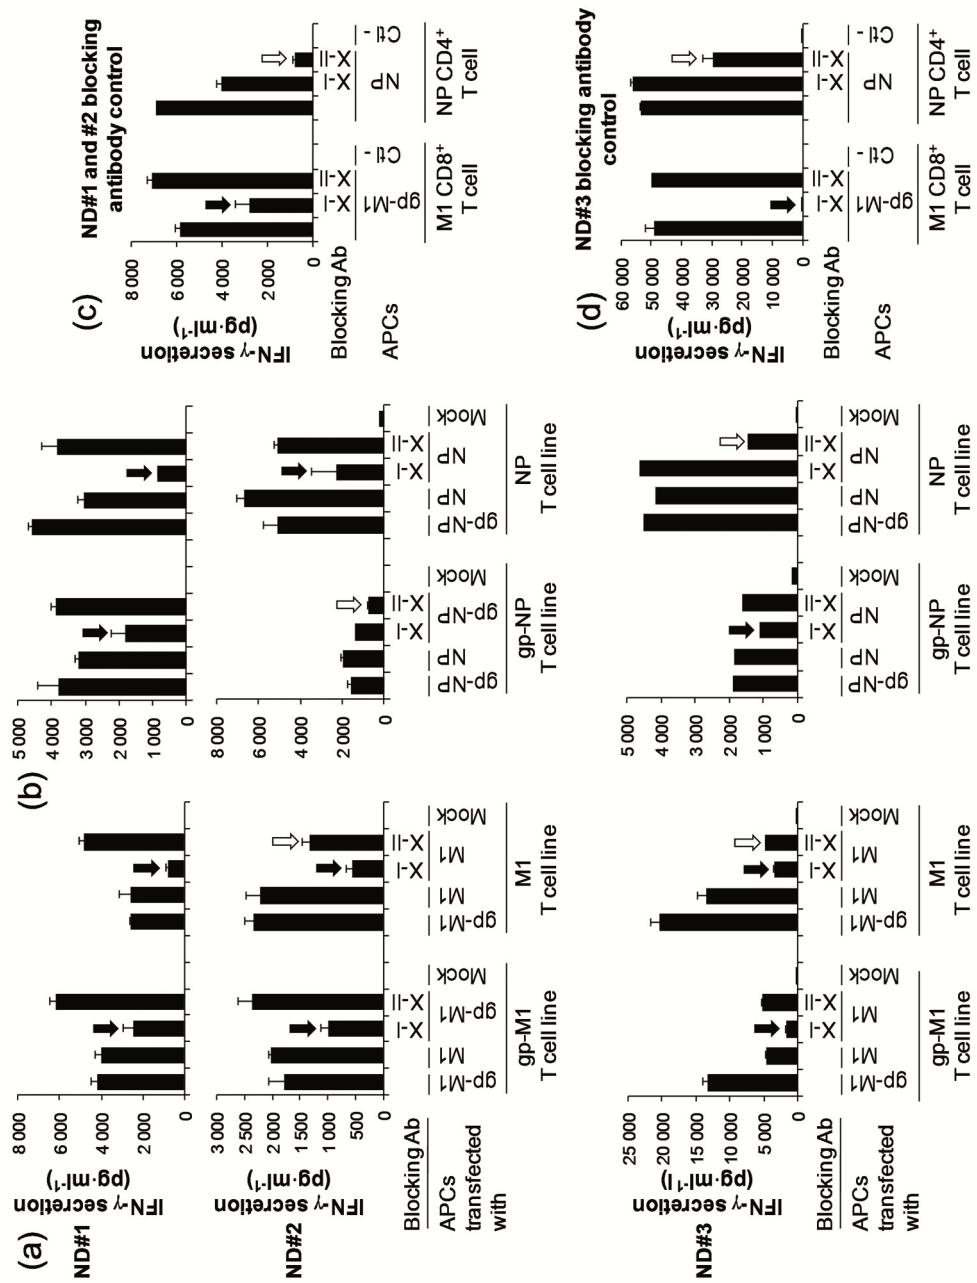 (a)
IFN-γ secretion
(pg·ml-1)
ND#1
8 000
6 000
4 000
2 000
0
IFN-γ secretion
(pg·ml-1)
ND#2
3 000
2 500
2 000
1 500
1 000
500
0
Blocking Ab
X-I
X-II
X-I
X-II
APCs
transfected
with
gp-M1
M1
gp-M1
Mock
gp-M1
M1
M1
Mock
gp-M1
T cell line
M1
T cell line
IFN-γ secretion
(pg·ml-1l)
ND#3
25 000
20 000
15 000
10 000
5 000
0
Blocking Ab
X-I
X-II
X-I
X-II
APCs
transfected
with
gp-M1
M1
M1
Mock
gp-M1
M1
M1
Mock
gp-M1
T cell line
M1
T cell line
(b)
5 000
4 000
3 000
2 000
1 000
0
8 000
6 000
4 000
2 000
0
X-I
X-II
X-I
X-II
gp-NP
NP
gp-NP
Mock
gp-NP
NP
NP
Mock
gp-NP
T cell line
NP
T cell line
5 000
4 000
3 000
2 000
1 000
0
X-I
X-II
X-I
X-II
gp-NP
NP
NP
Mock
gp-NP
NP
NP
Mock
gp-NP
T cell line
NP
T cell line
(c)
ND#1 and #2 blocking
antibody control
IFN-γ secretion
(pg·ml-1)
8 000
6 000
4 000
2 000
0
Blocking Ab
X-I
X-II
X-I
X-II
APCs
gp-M1
Ctl -
NP
Ctl -
M1 CD8+
T cell
NP CD4+
T cell
(d)
ND#3 blocking antibody
control
IFN-γ secretion
(pg·ml-1)
60 000
50 000
40 000
30 000
20 000
10 000
0
Blocking Ab
X-I
X-II
X-I
X-II
APCs
gp-M1
Ctl -
NP
Ctl -
M1 CD8+
T cell
NP CD4+
T cell